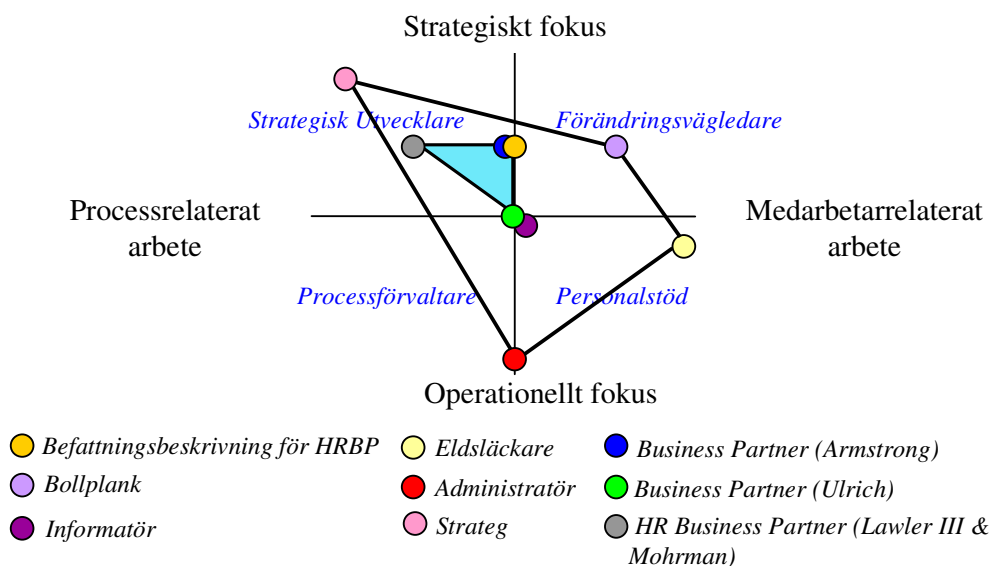 Strategiskt fokus
Strategisk Utvecklare
Förändringsvägledare
Processrelaterat
arbete
Medarbetarrelaterat
arbete
Processförvaltare
Personalstöd
Operationellt fokus
Befattningsbeskrivning för HRBP
Bollplank
Informatör
Eldsläckare
Administratör
Strateg
Business Partner (Armstrong)
Business Partner (Ulrich)
HR Business Partner (Lawler III &
Mohrman)